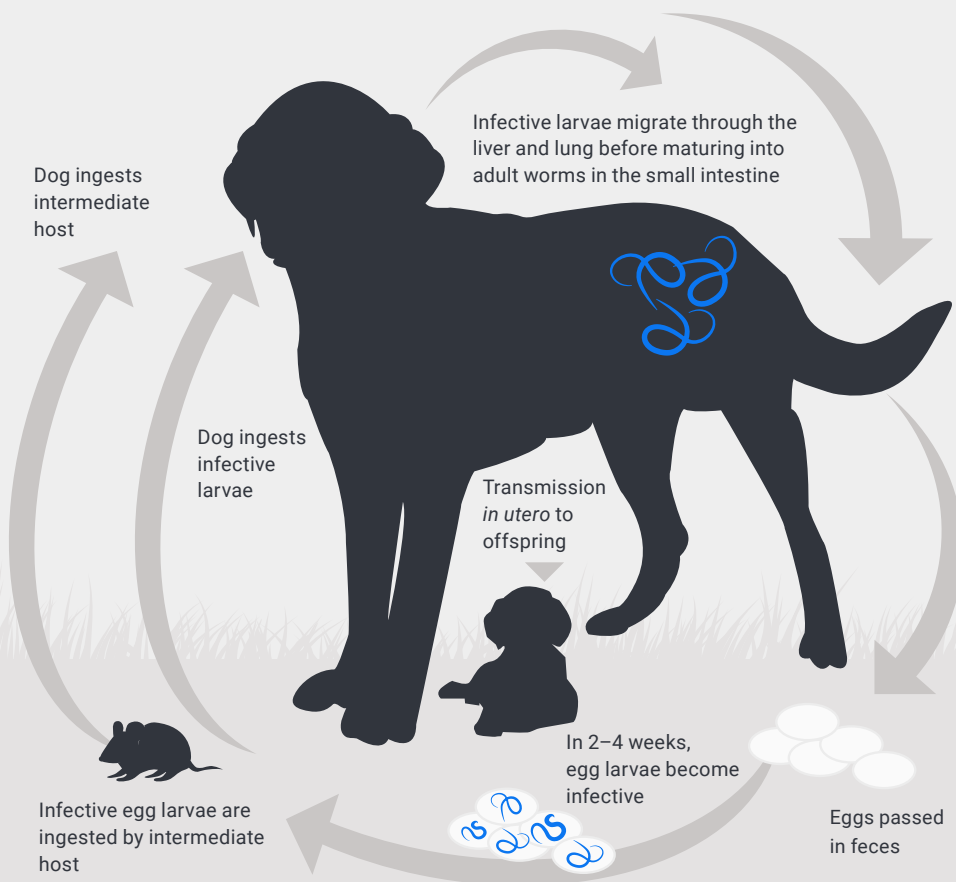 Infective larvae migrate through the
liver and lung before maturing into
adult worms in the small intestine
Dog ingests
intermediate
host
Dog ingests
infective
larvae
Transmission
in utero to
offspring
In 2–4 weeks,
egg larvae become
infective
Eggs passed
in feces
Infective egg larvae are
ingested by intermediate
host